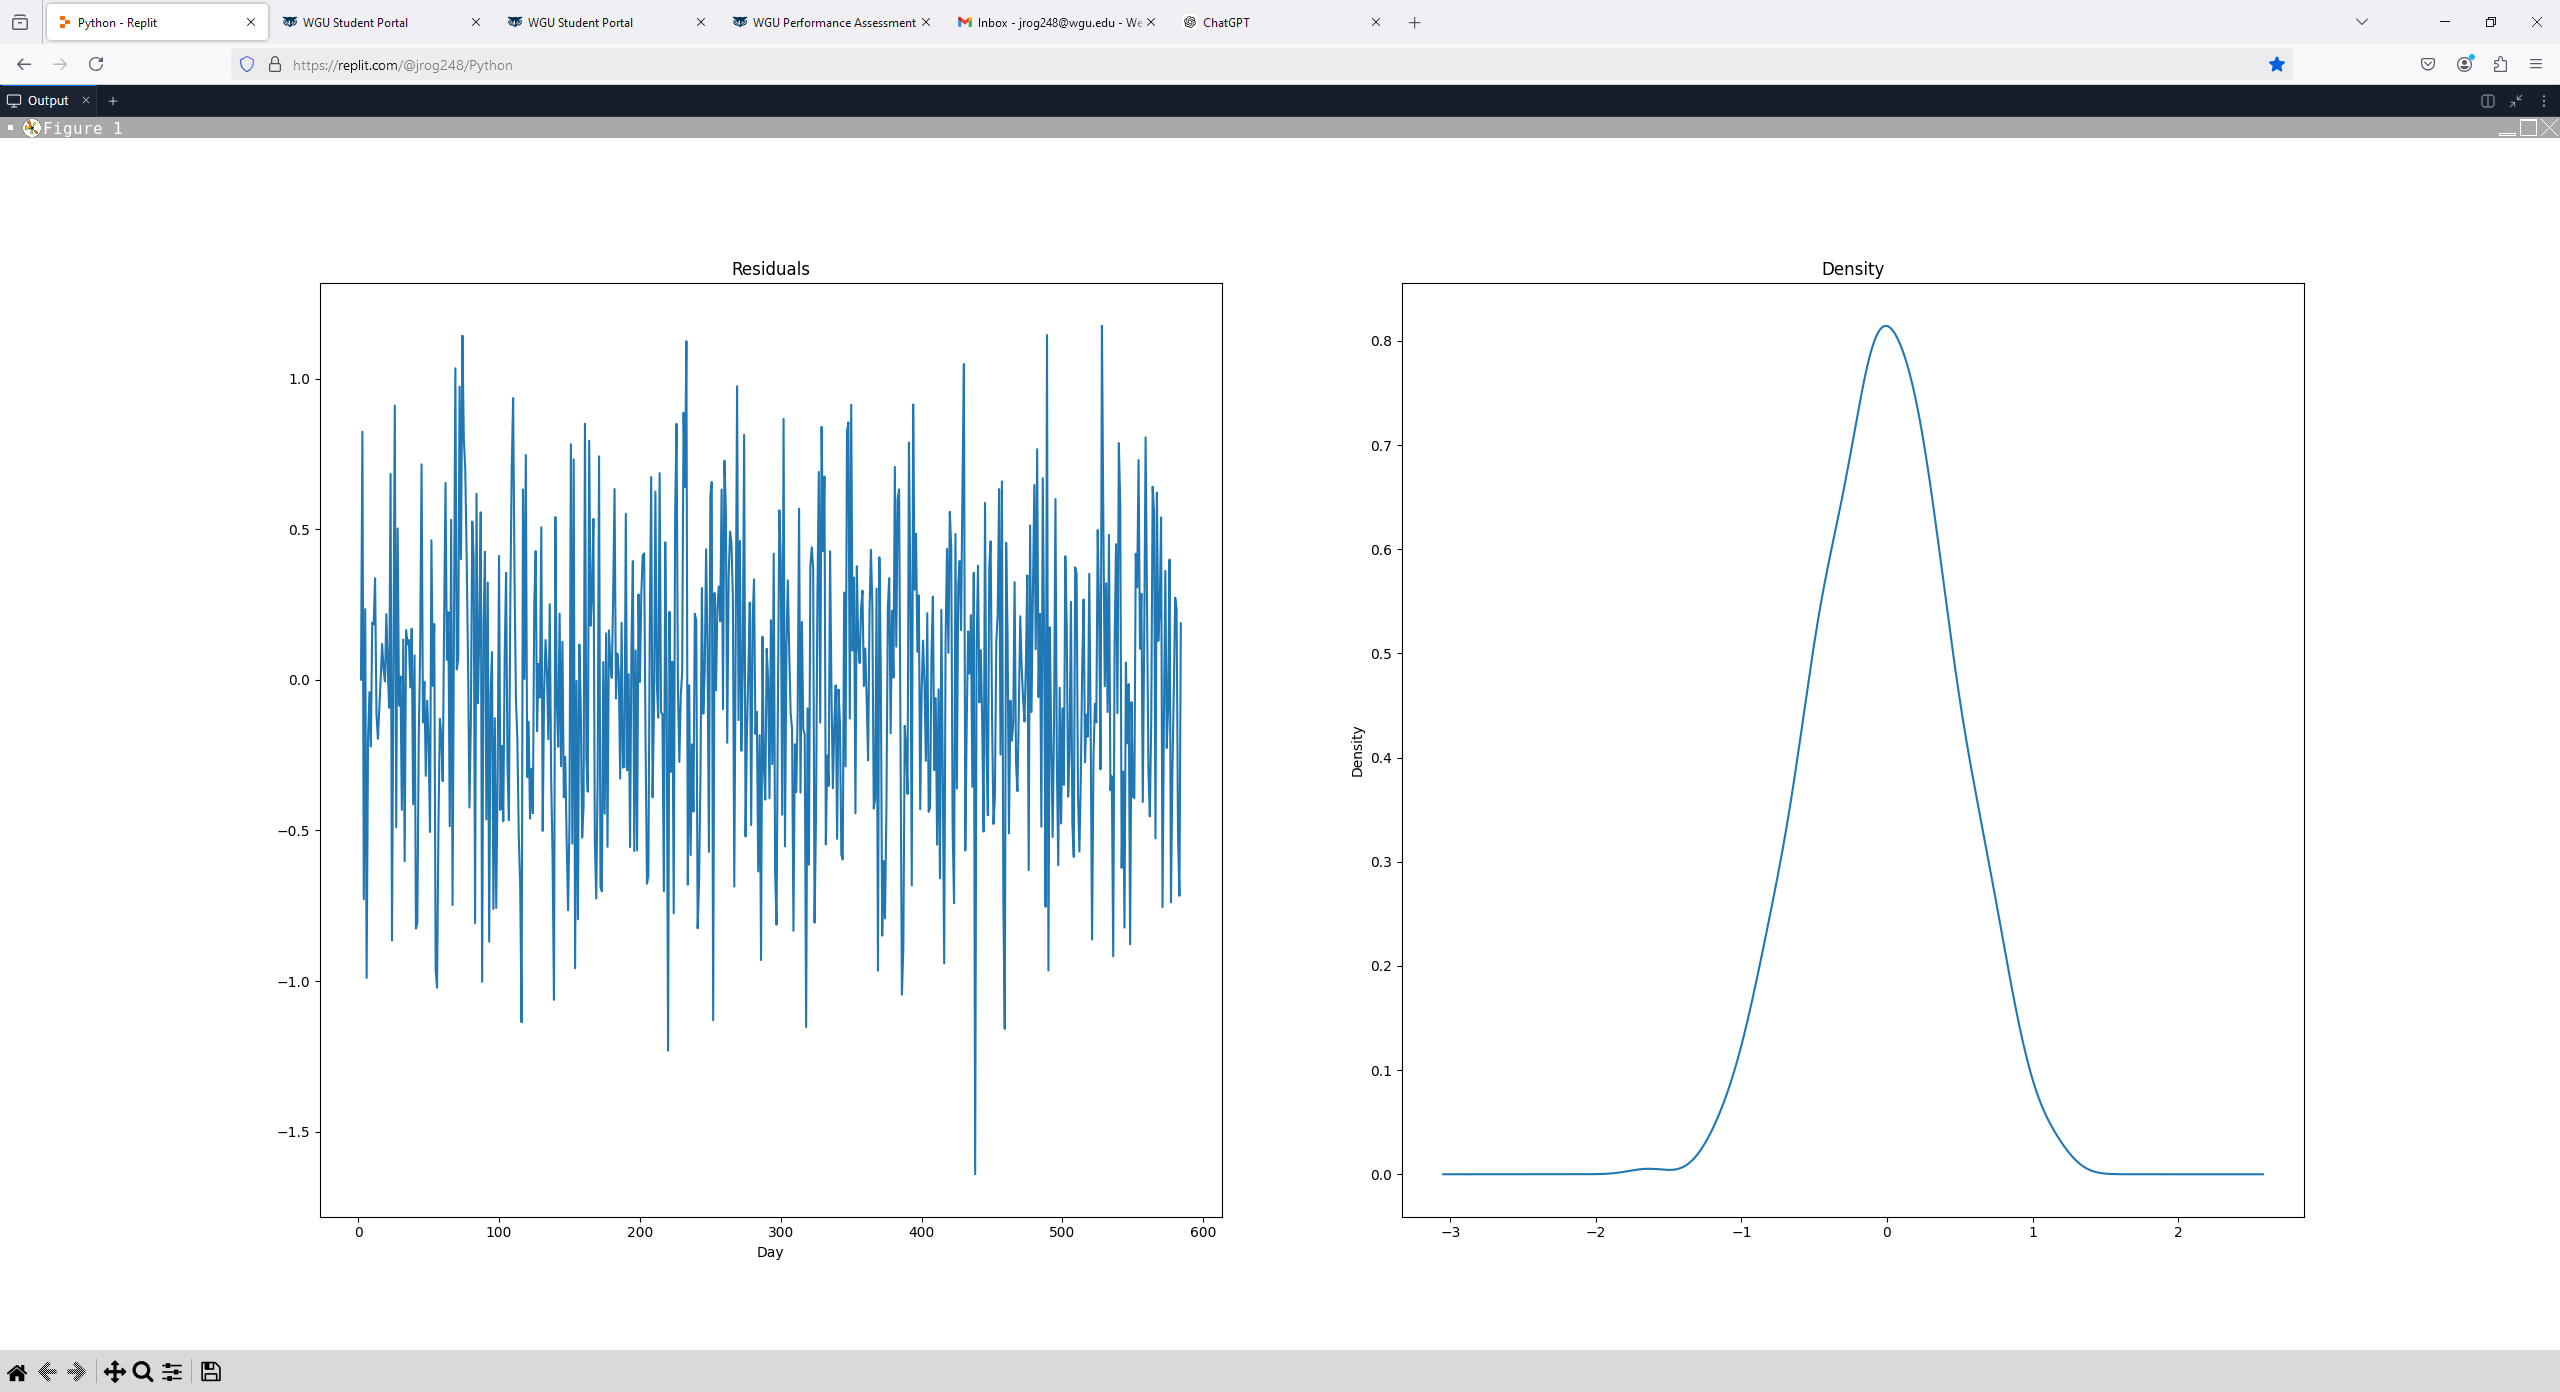 Python - Replit
WGU Student Portal
WGU Student Portal
WGU Performance Assessment
Inbox - jrog248@wgu.edu - We
ChatGPT
https://replit.com/@jrog248/Python
Output
Figure 1
Residuals
1.0
0.5
0.0
−0.5
−1.0
−1.5
0 100 200 300 400 500 600
Day
Density
Density
0.8
0.7
0.6
0.5
0.4
0.3
0.2
0.1
0.0
−3 −2 −1 0 1 2